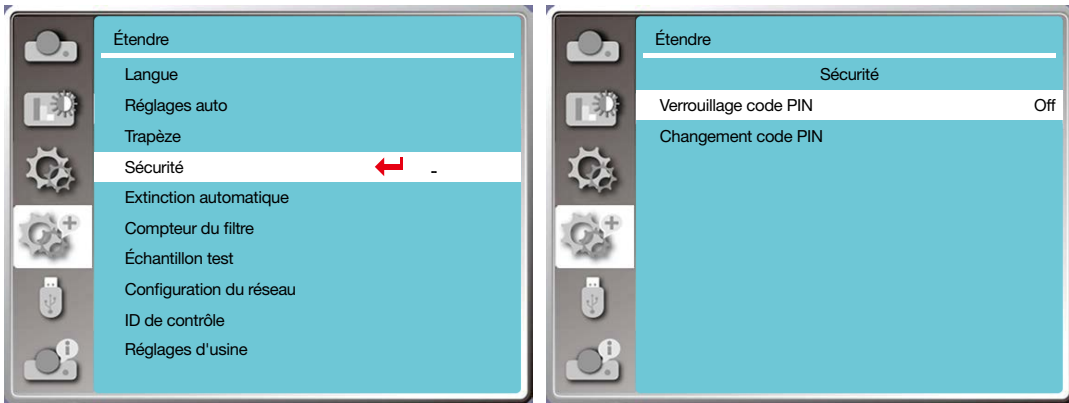 Étendre
Langue
Réglages auto
Trapèze
Sécurité -
Extinction automatique
Compteur du filtre
Échantillon test
Configuration du réseau
ID de contrôle
Réglages d'usine
Étendre
Sécurité
Verrouillage code PIN Off
Changement code PIN